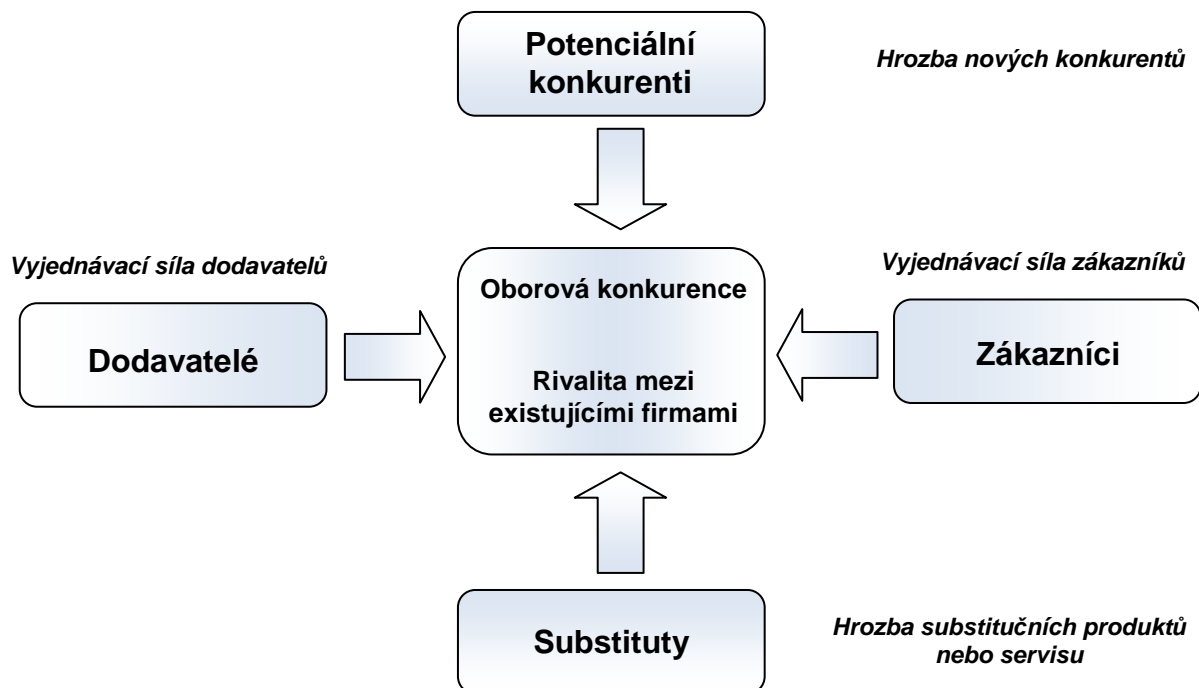 Potenciální
konkurenti
Hrozba nových konkurentů
Vyjednávací síla dodavatelů
Vyjednávací síla zákazníků
Dodavatelé
Oborová konkurence
Rivalita mezi
existujícími firmami
Zákazníci
Substituty
Hrozba substitučních produktů
nebo servisu